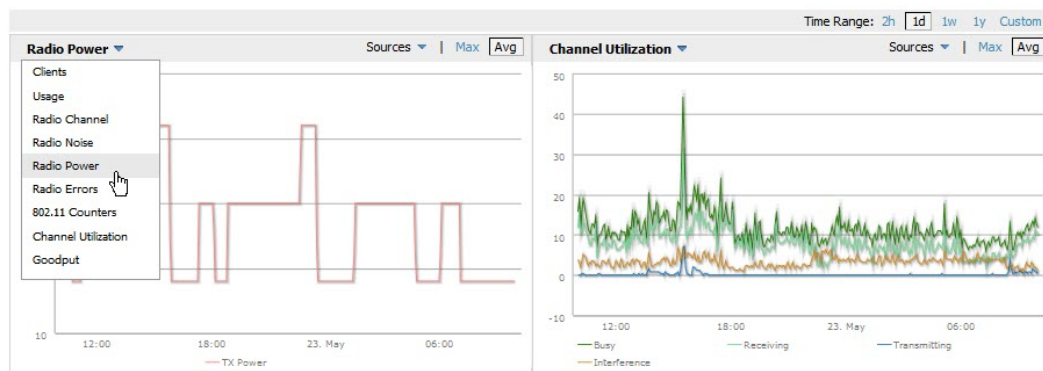 Time Range: 2h 1d 1w 1y Custom
Radio Power
Sources | Max Avg
Clients
Usage
Radio Channel
Radio Noise
Radio Power
Radio Errors
802.11 Counters
Channel Utilization
Goodput
10
12:00 18:00 23. May 06:00
TX Power
Channel Utilization
Sources | Max Avg
50
40
30
20
10
0
-10
12:00 18:00 23. May 06:00
Busy Receiving Transmitting
Interference